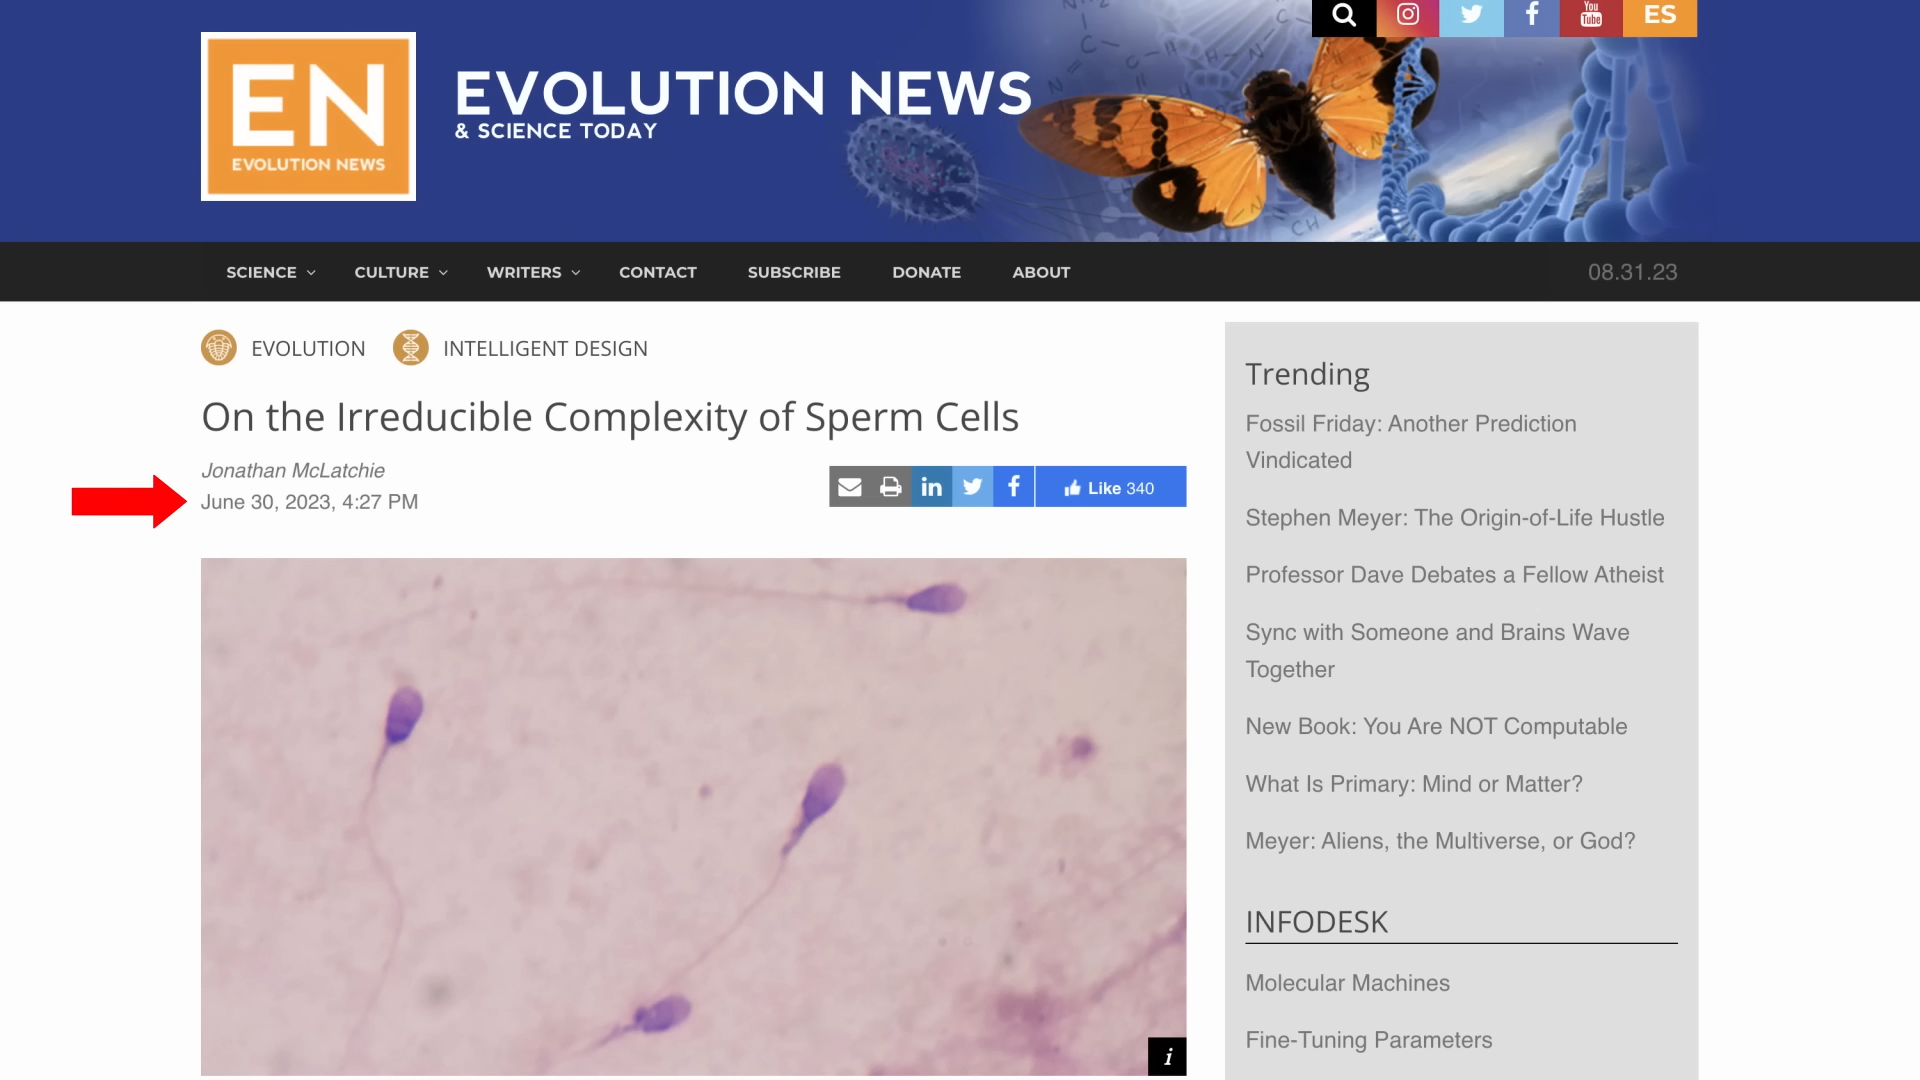 ES
EN
EVOLUTION NEWS
EVOLUTION NEWS
& SCIENCE TODAY
SCIENCE
CULTURE
WRITERS
CONTACT
SUBSCRIBE
DONATE
ABOUT
08.31.23
EVOLUTION
INTELLIGENT DESIGN
On the Irreducible Complexity of Sperm Cells
Jonathan McLatchie
June 30, 2023, 4:27 PM
in
f
Like 340
i
Trending
Fossil Friday: Another Prediction
Vindicated
Stephen Meyer: The Origin-of-Life Hustle
Professor Dave Debates a Fellow Atheist
Sync with Someone and Brains Wave
Together
New Book: You Are NOT Computable
What Is Primary: Mind or Matter?
Meyer: Aliens, the Multiverse, or God?
INFODESK
Molecular Machines
Fine-Tuning Parameters